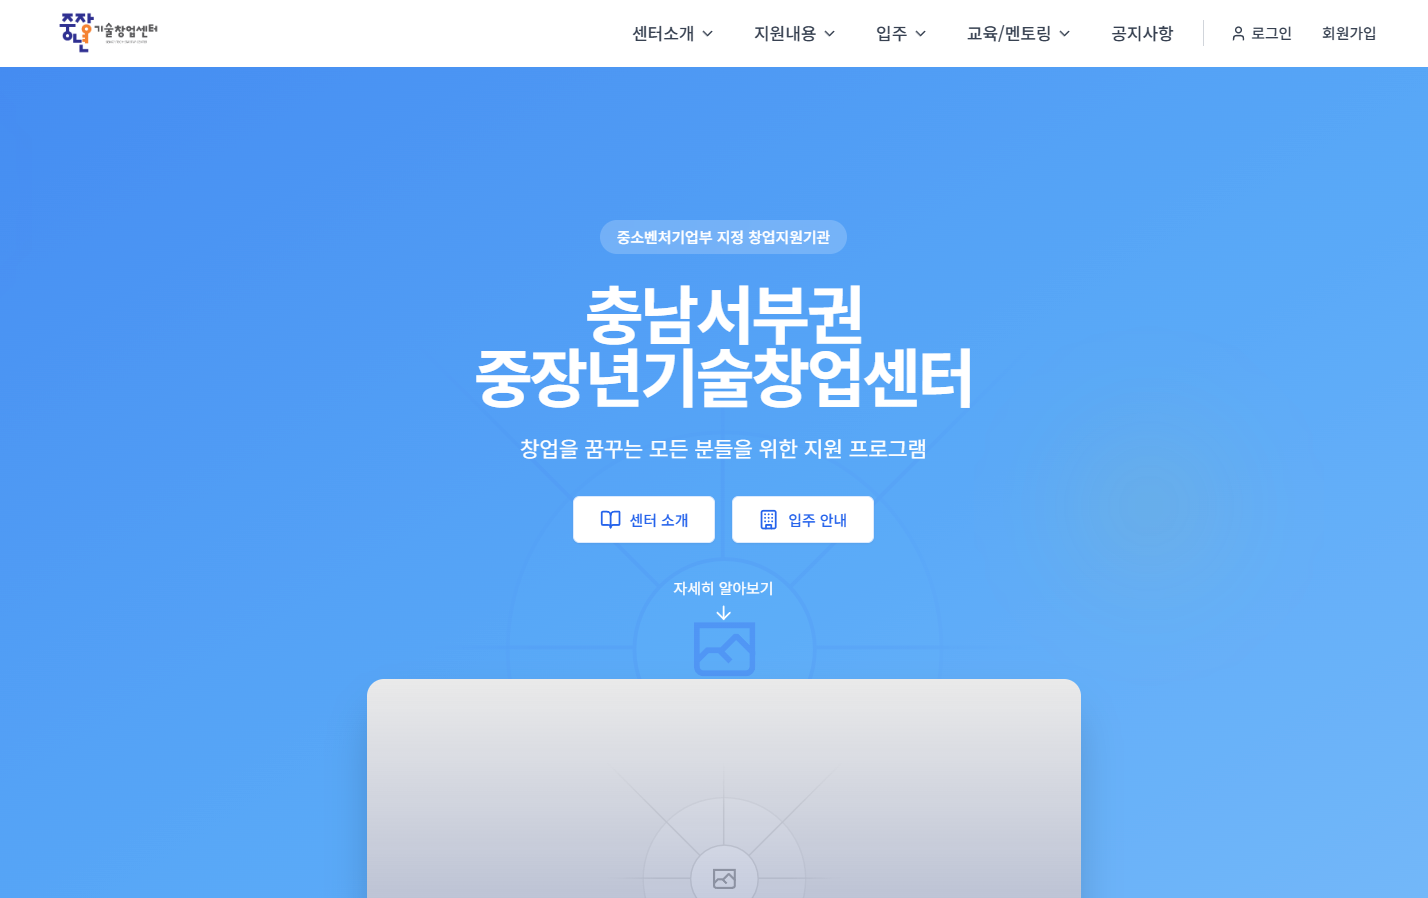 중장년 기술창업센터
센터소개
지원내용
입주
교육/멘토링
공지사항
로그인
회원가입
중소벤처기업부 지정 창업지원기관
충남서부권
중장년기술창업센터
창업을 꿈꾸는 모든 분들을 위한 지원 프로그램
센터 소개
입주 안내
자세히 알아보기